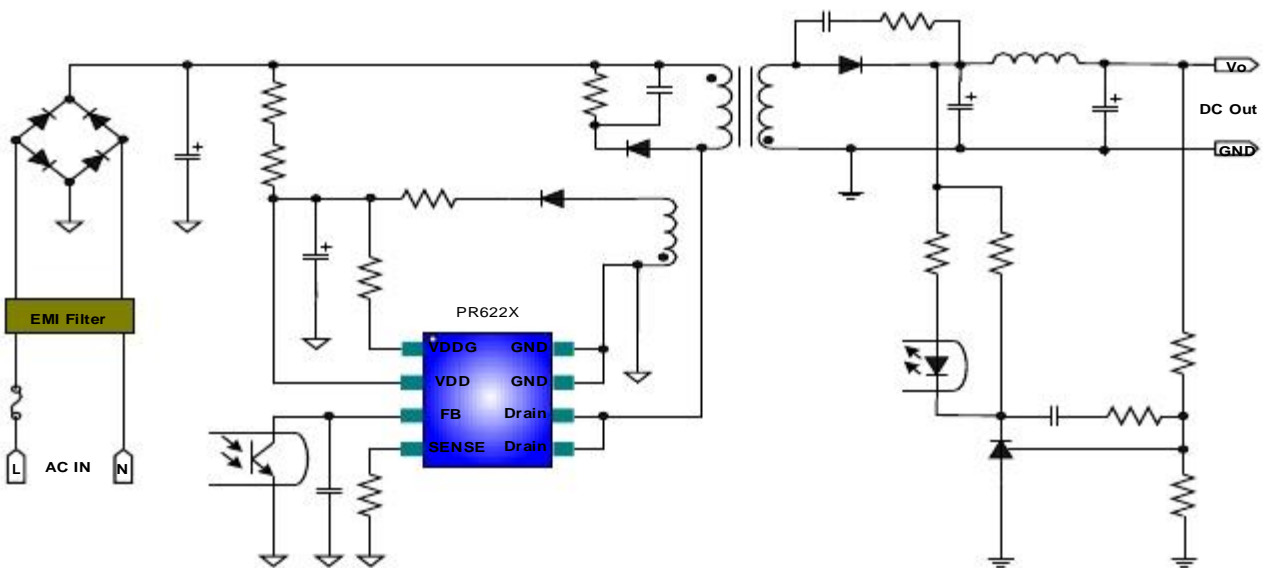 +
+
+
Vo
DC Out
GND
+
EMI Filter
PR622X
VDDG GND
VDD GND
FB Drain
SENSE Drain
L AC IN N